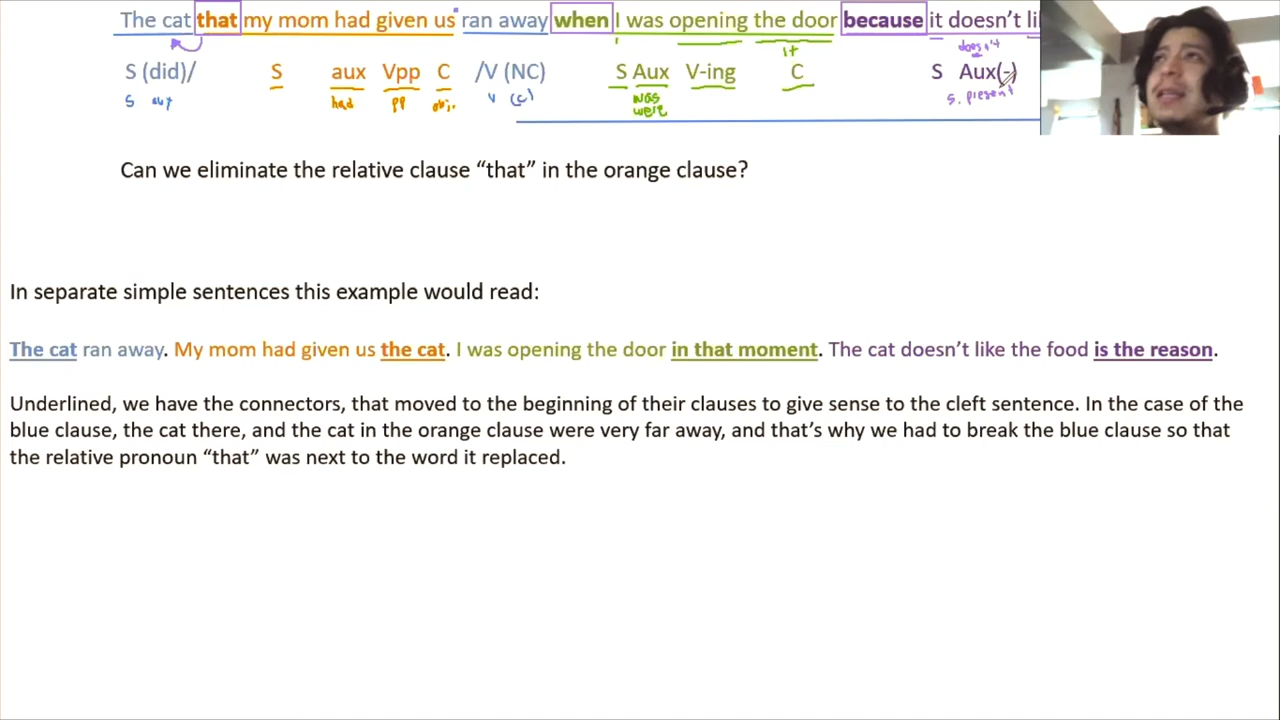 The cat that my mom had given us ran away when I was opening the door because it doesn't li
it doesn't
S (did)/ S aux Vpp C /V (NC) S Aux V-ing C S Aux(-)
S aux had pp obj. V (c) was s. present
were
Can we eliminate the relative clause “that” in the orange clause?
In separate simple sentences this example would read:
The cat ran away. My mom had given us the cat. I was opening the door in that moment. The cat doesn't like the food is the reason.
Underlined, we have the connectors, that moved to the beginning of their clauses to give sense to the cleft sentence. In the case of the
blue clause, the cat there, and the cat in the orange clause were very far away, and that's why we had to break the blue clause so that
the relative pronoun “that” was next to the word it replaced.